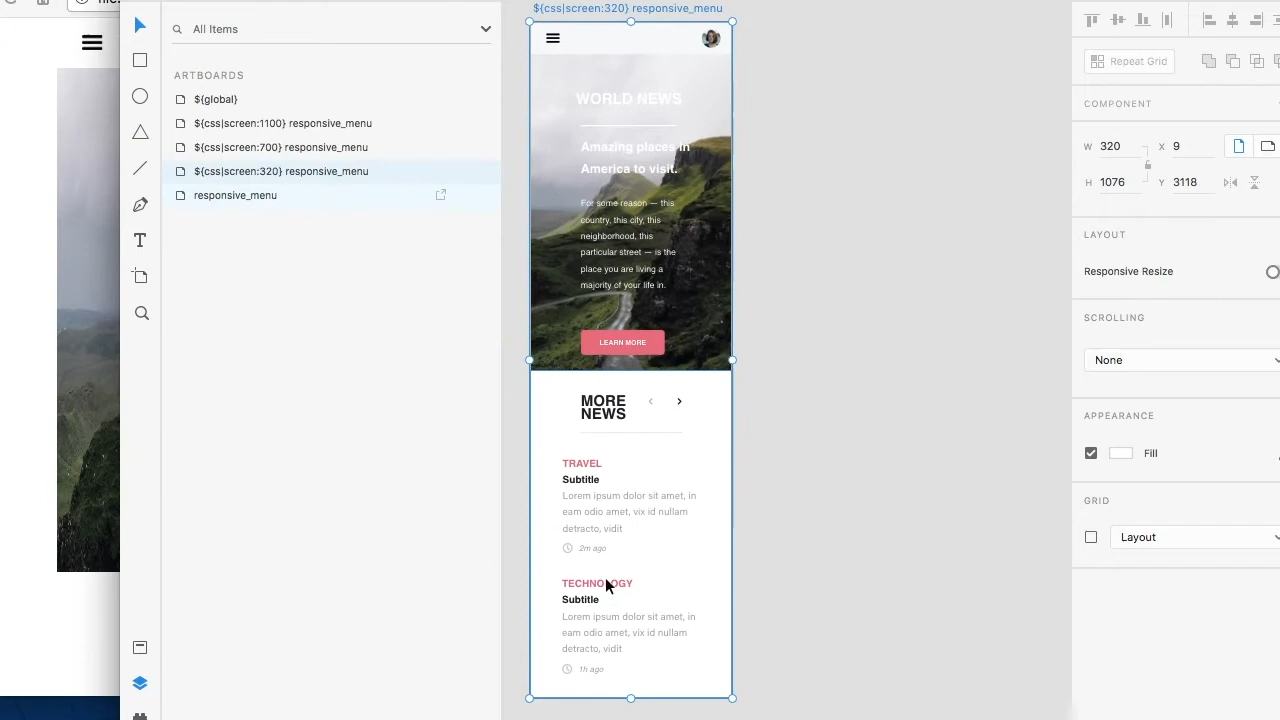 ${css|screen:320} responsive_menu
All Items
ARTBOARDS
${global}
${css|screen:1100} responsive_menu
${css|screen:700} responsive_menu
${css|screen:320} responsive_menu
responsive_menu
WORLD NEWS
Amazing places in
America to visit.
For some reason — this
country, this city, this
neighborhood, this
particular street — is the
place you are living a
majority of your life in.
LEARN MORE
MORE
NEWS
TRAVEL
Subtitle
Lorem ipsum dolor sit amet, in
eam odio amet, vix id nullam
detracto, vidit
2m ago
TECHNOLOGY
Subtitle
Lorem ipsum dolor sit amet, in
eam odio amet, vix id nullam
detracto, vidit
1h ago
Repeat Grid
COMPONENT
W 320
X 9
H 1076
Y 3118
LAYOUT
Responsive Resize
SCROLLING
None
APPEARANCE
Fill
GRID
Layout